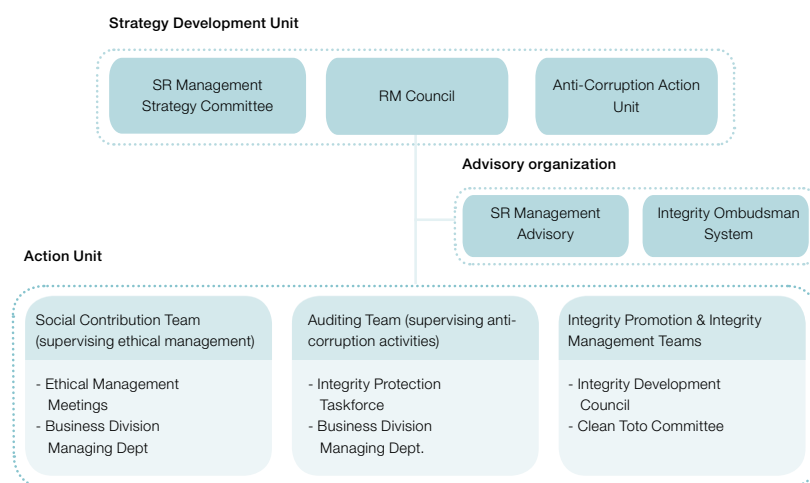 Strategy Development Unit
SR Management
Strategy Committee
RM Council
Anti-Corruption Action
Unit
Advisory organization
SR Management
Advisory
Integrity Ombudsman
System
Action Unit
Social Contribution Team
(supervising ethical management)
- Ethical Management
Meetings
- Business Division
Managing Dept
Auditing Team (supervising anti-
corruption activities)
- Integrity Protection
Taskforce
- Business Division
Managing Dept.
Integrity Promotion & Integrity
Management Teams
- Integrity Development
Council
- Clean Toto Committee